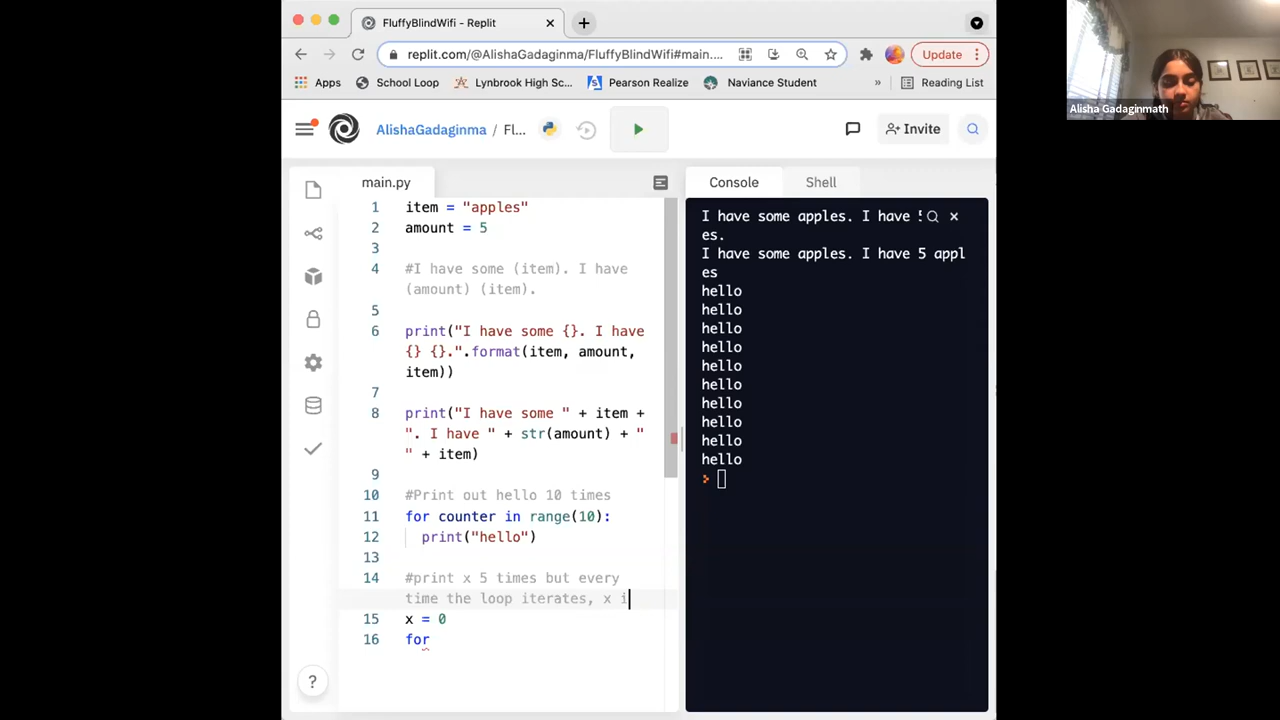 FluffyBlindWifi - Replit
replit.com/@AlishaGadaginma/FluffyBlindWifi#main....
Update
Apps School Loop Lynbrook High Sc... Pearson Realize Naviance Student » Reading List
Alisha Gadaginmath
AlishaGadaginma / Fl... Invite
main.py
Console Shell
1 item = "apples"
2 amount = 5
3
4 #I have some (item). I have
(amount) (item).
5
6 print("I have some {}. I have
{} {}.".format(item, amount,
item))
7
8 print("I have some " + item +
". I have " + str(amount) + "
" + item)
9
10 #Print out hello 10 times
11 for counter in range(10):
12 print("hello")
13
14 #print x 5 times but every
time the loop iterates, x i
15 x = 0
16 for
?
I have some apples. I have 5
es.
I have some apples. I have 5 appl
es
hello
hello
hello
hello
hello
hello
hello
hello
hello
hello